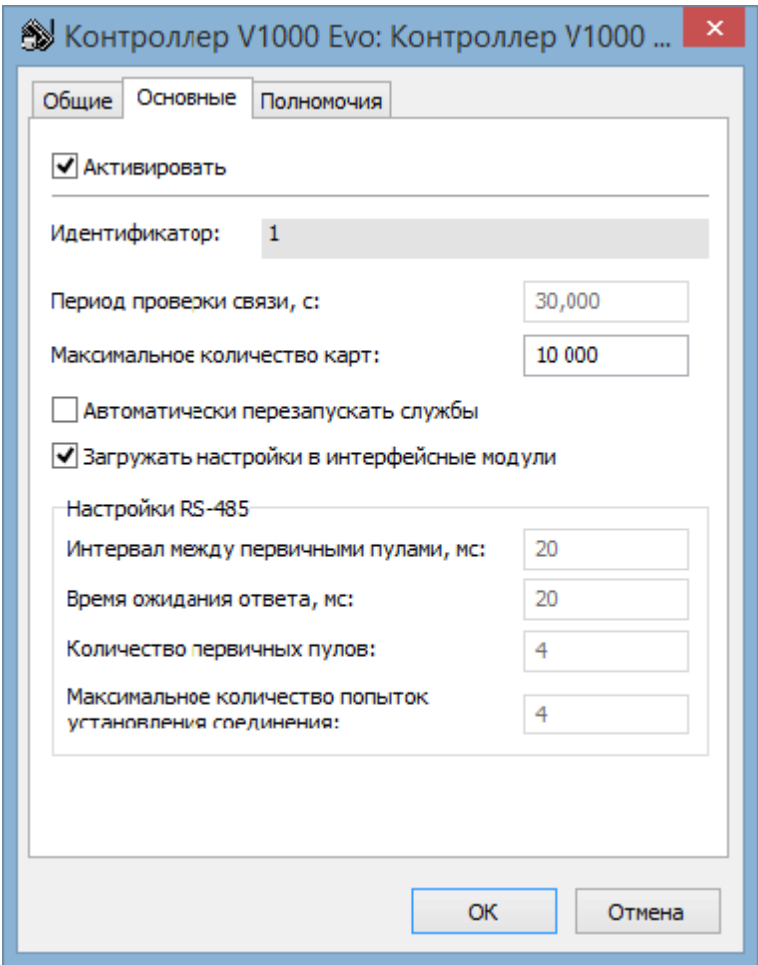 Контроллер V1000 Evo: Контроллер V1000 ...
Общие Основные Полномочия
Активировать
Идентификатор: 1
Период проверки связи, с: 30,000
Максимальное количество карт: 10 000
Автоматически перезапускать службы
Загружать настройки в интерфейсные модули
Настройки RS-485
Интервал между первичными пулами, мс: 20
Время ожидания ответа, мс: 20
Количество первичных пулов: 4
Максимальное количество попыток
установления соединения: 4
OK Отмена